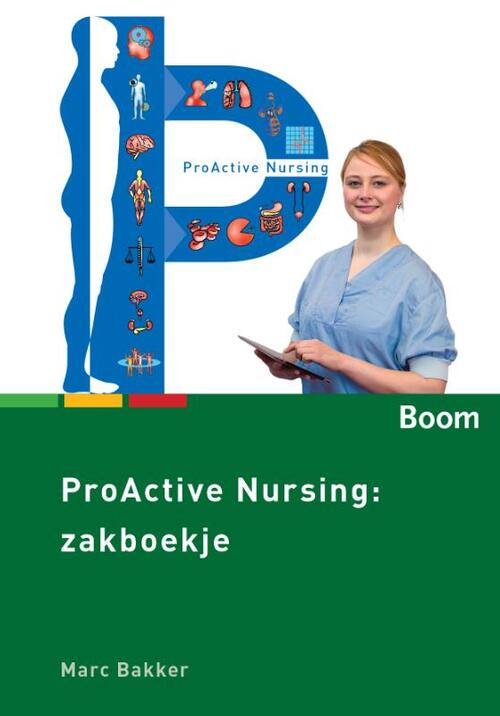 ProActive Nursing
Boom
ProActive Nursing:
zakboekje
Marc Bakker